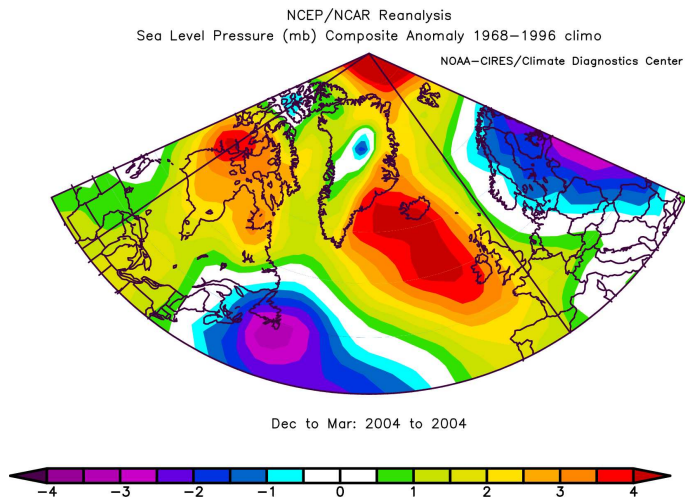 NCEP/NCAR Reanalysis
Sea Level Pressure (mb) Composite Anomaly 1968-1996 climo
NOAA-CIRES/Climate Diagnostics Center
Dec to Mar: 2004 to 2004
-4 -3 -2 -1 0 1 2 3 4